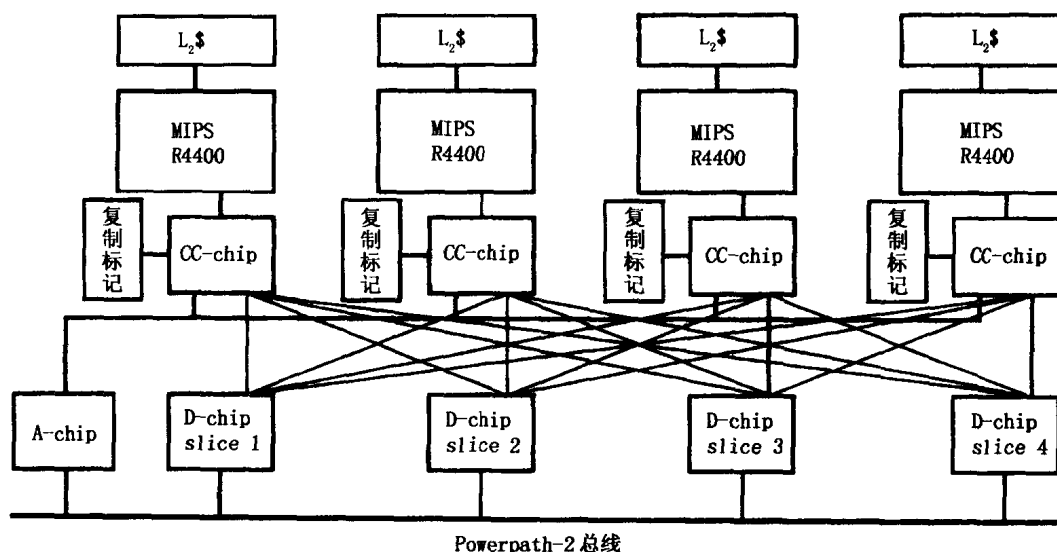 L₂$
L₂$
L₂$
L₂$
MIPS
R4400
MIPS
R4400
MIPS
R4400
MIPS
R4400
复制标记
CC-chip
复制标记
CC-chip
复制标记
CC-chip
复制标记
CC-chip
A-chip
D-chip
slice 1
D-chip
slice 2
D-chip
slice 3
D-chip
slice 4
Powerpath-2 总线